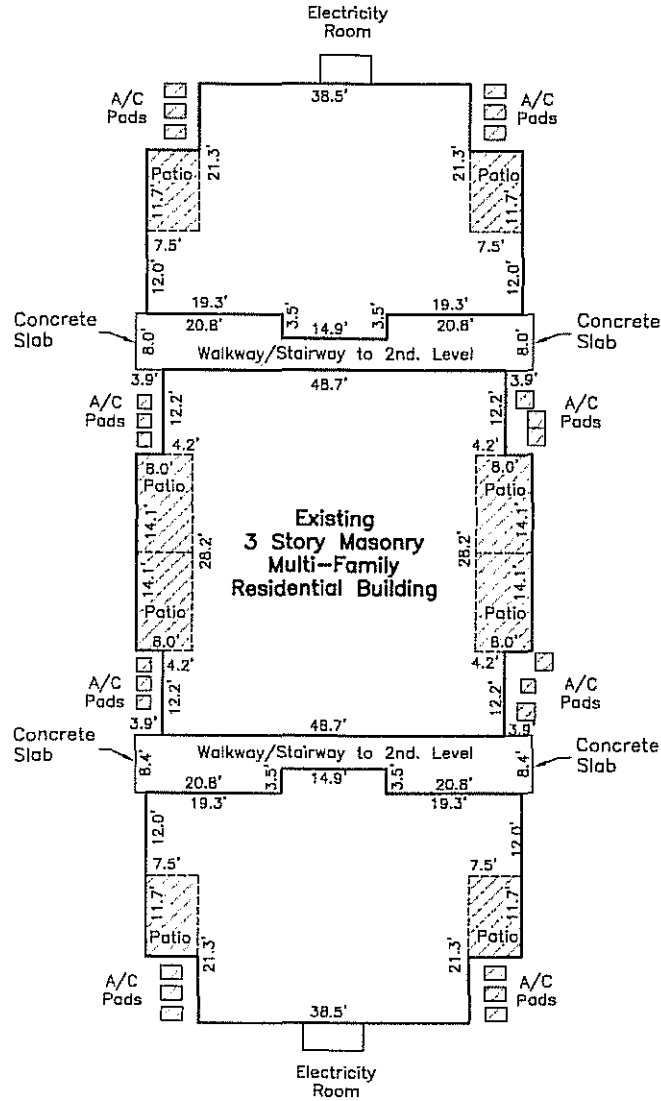 Electricity
Room
38.5'
A/C
Pads
A/C
Pads
21.3'
21.3'
Patio
11.7'
Patio
11.7'
7.5'
7.5'
12.0'
12.0'
19.3'
3.5'
14.9'
3.5'
19.3'
20.8'
20.8'
Concrete
Slab
8.0'
Walkway/Stairway to 2nd. Level
8.0'
Concrete
Slab
3.9'
48.7'
3.9'
A/C
Pads
12.2'
12.2'
A/C
Pads
4.2'
4.2'
8.0'
Patio
8.0'
Patio
14.1'
14.1'
28.2'
28.2'
Existing
3 Story Masonry
Multi-Family
Residential Building
14.1'
14.1'
Patio
Patio
8.0'
8.0'
4.2'
4.2'
A/C
Pads
12.2'
12.2'
A/C
Pads
3.9'
48.7'
3.9'
Concrete
Slab
8.4'
Walkway/Stairway to 2nd. Level
8.4'
Concrete
Slab
20.8'
3.5'
14.9'
3.5'
20.8'
19.3'
19.3'
12.0'
12.0'
7.5'
7.5'
11.7'
11.7'
Patio
Patio
21.3'
21.3'
A/C
Pads
A/C
Pads
38.5'
Electricity
Room